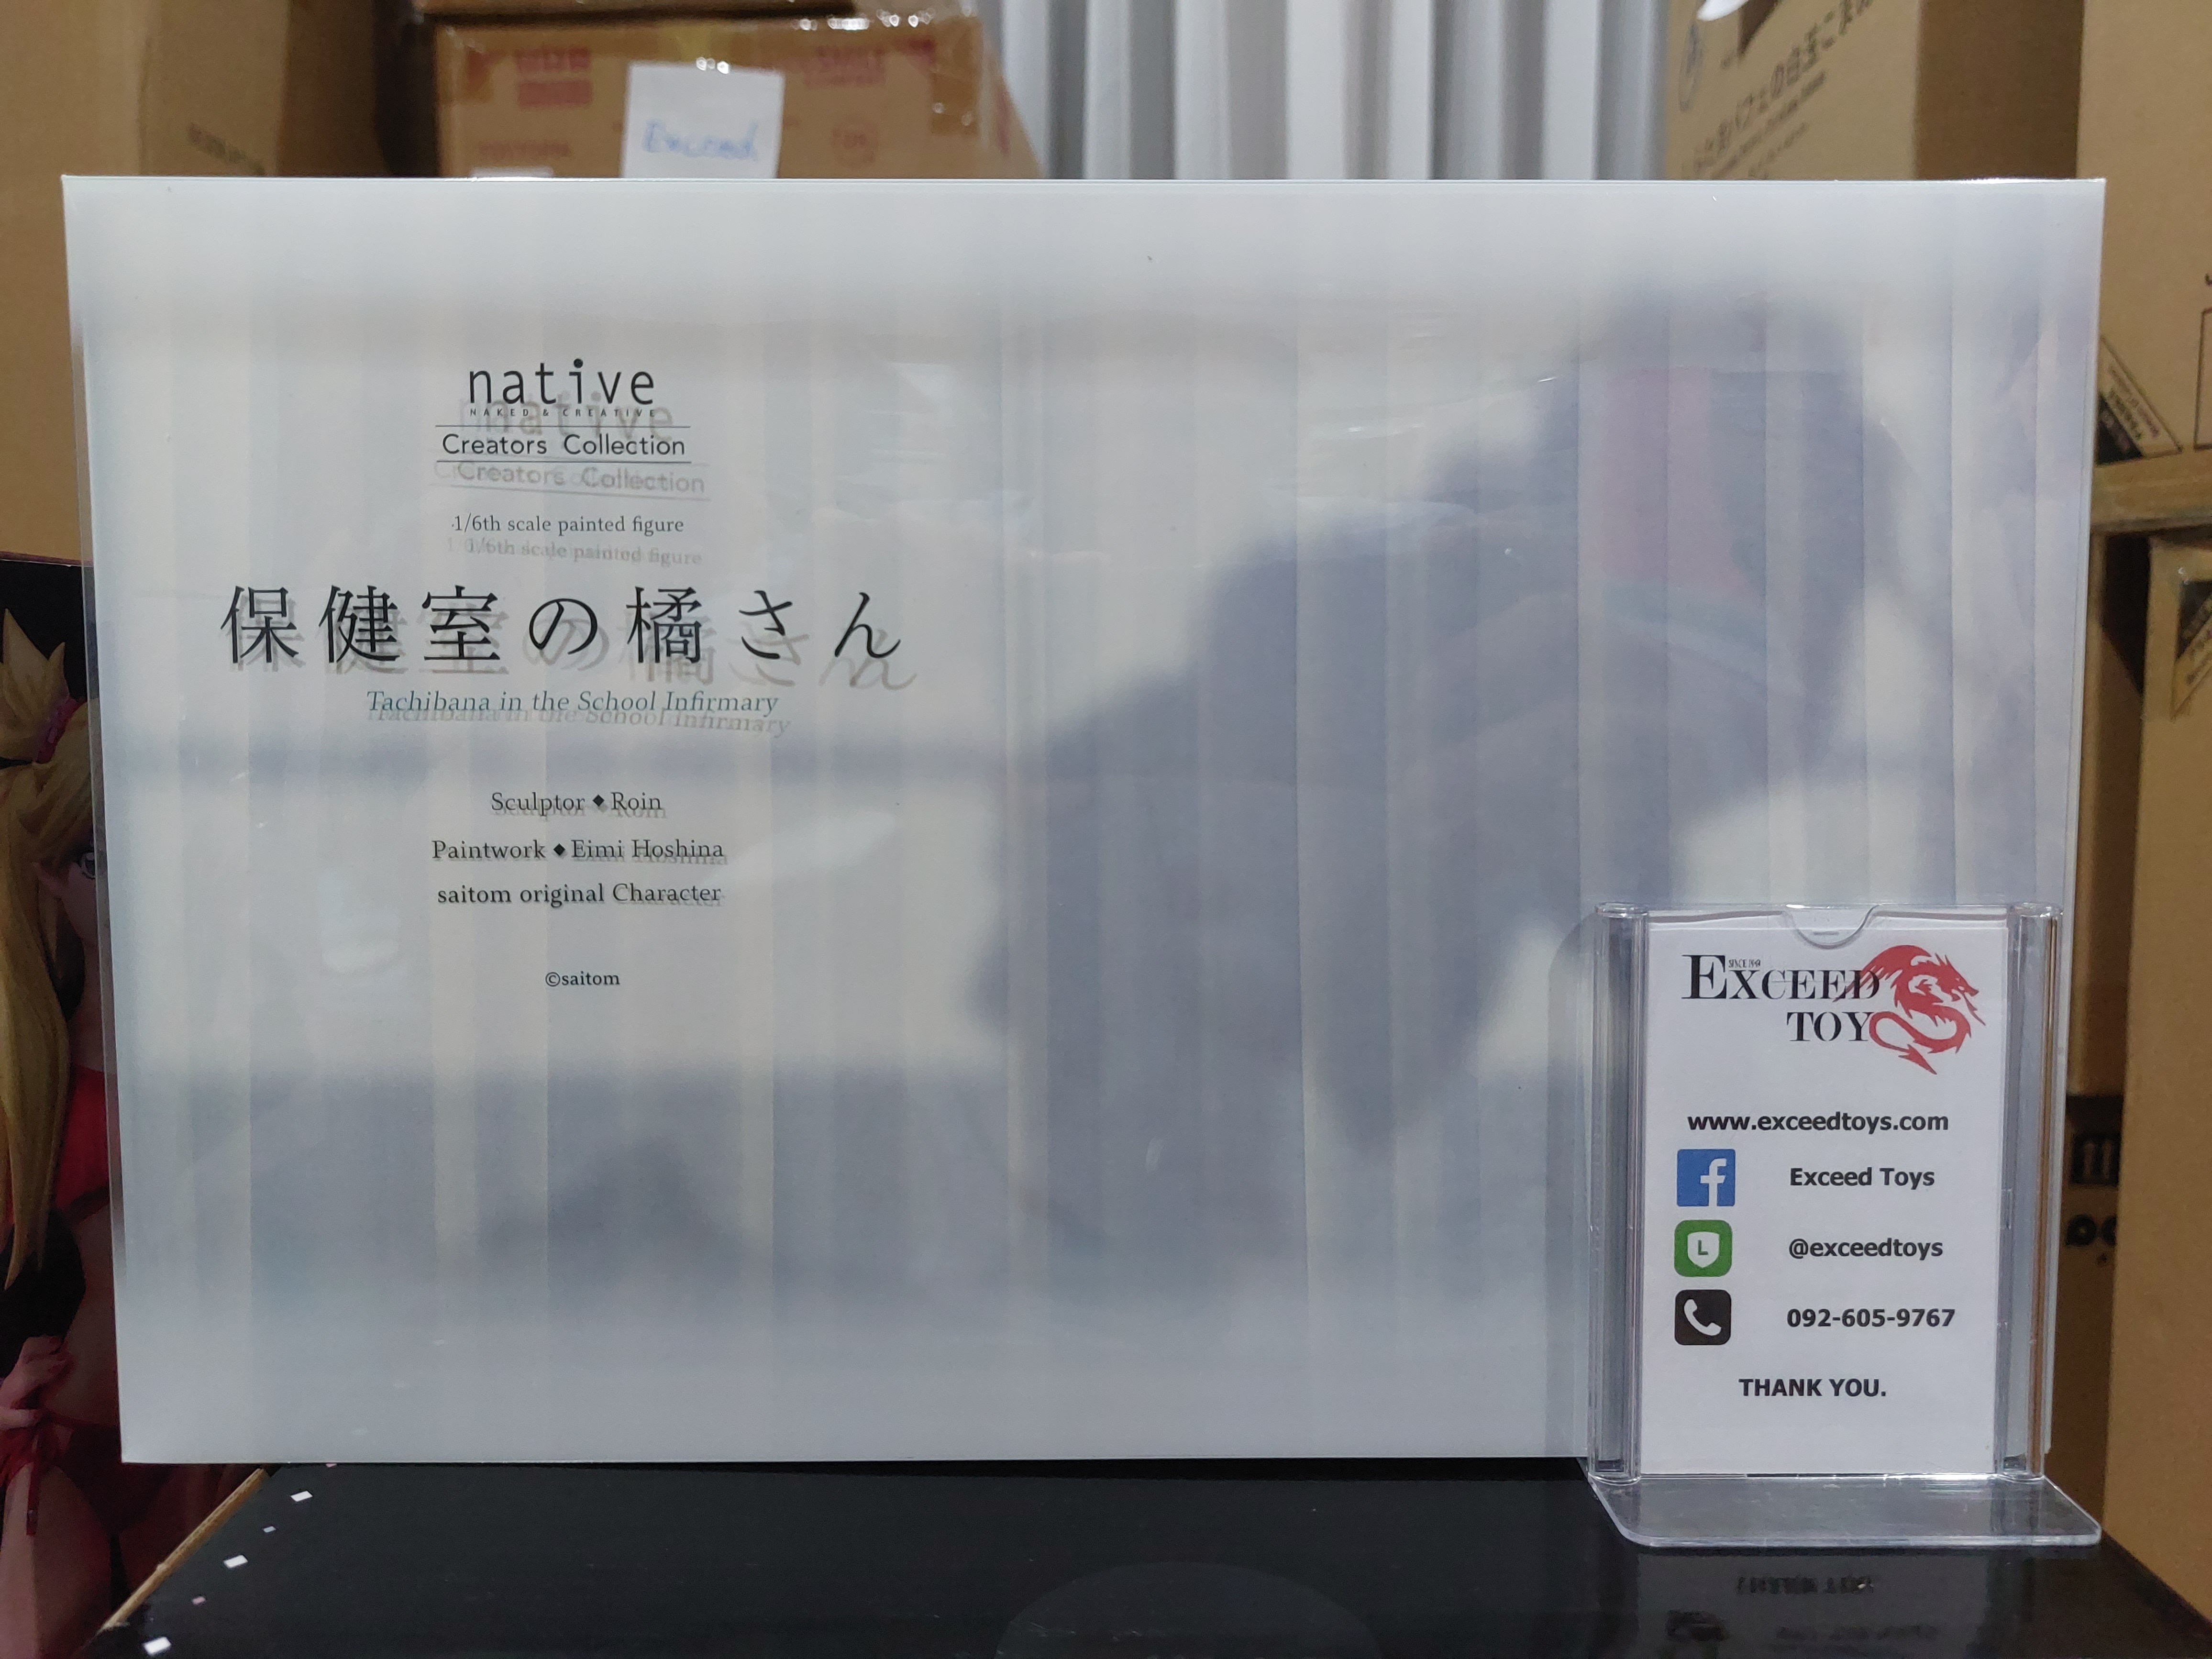 Exceed
native
NAKED & CREATIVE
Creators Collection
1/6th scale painted figure
保健室の橘さん
Tachibana in the School Infirmary
Sculptor ◆ Roin
Paintwork ◆ Eimi Hoshina
saitom original Character
©saitom
EXCEED
TOY
www.exceedtoys.com
Exceed Toys
L
@exceedtoys
092-605-9767
THANK YOU.